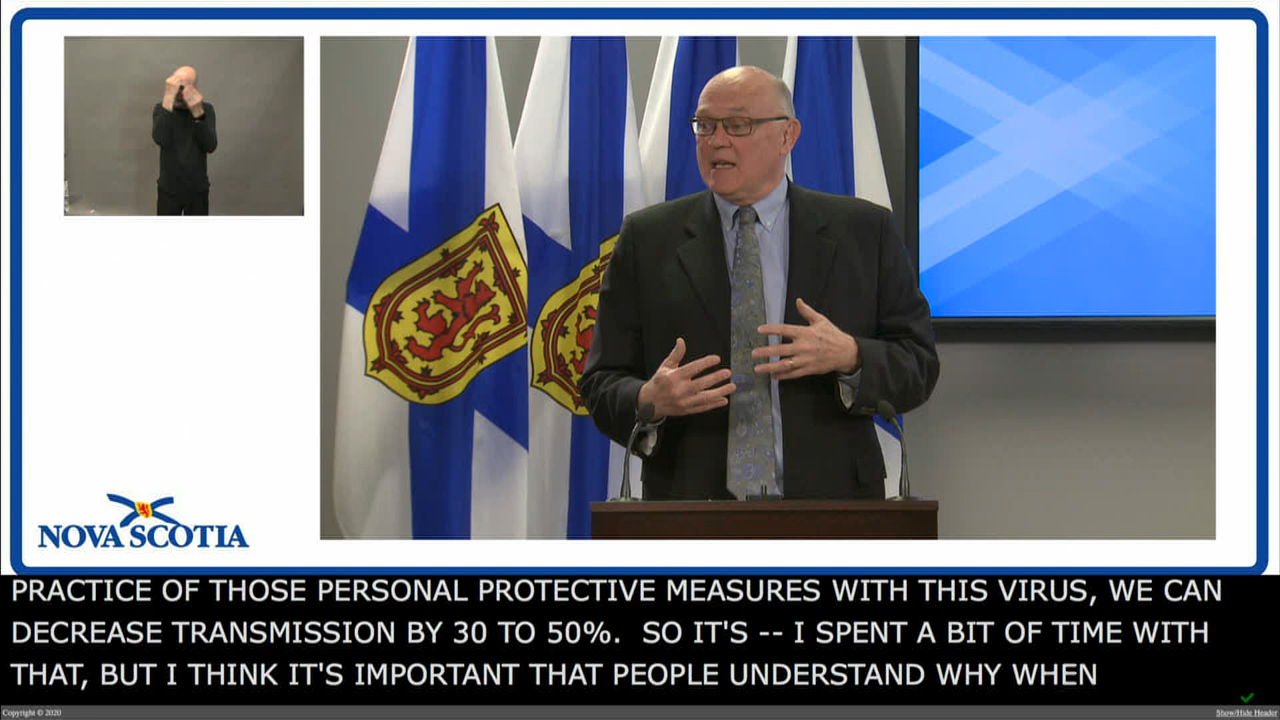 NOVA SCOTIA
PRACTICE OF THOSE PERSONAL PROTECTIVE MEASURES WITH THIS VIRUS, WE CAN
DECREASE TRANSMISSION BY 30 TO 50%.  SO IT'S -- I SPENT A BIT OF TIME WITH
THAT, BUT I THINK IT'S IMPORTANT THAT PEOPLE UNDERSTAND WHY WHEN
Copyright © 2020
Show/Hide Header